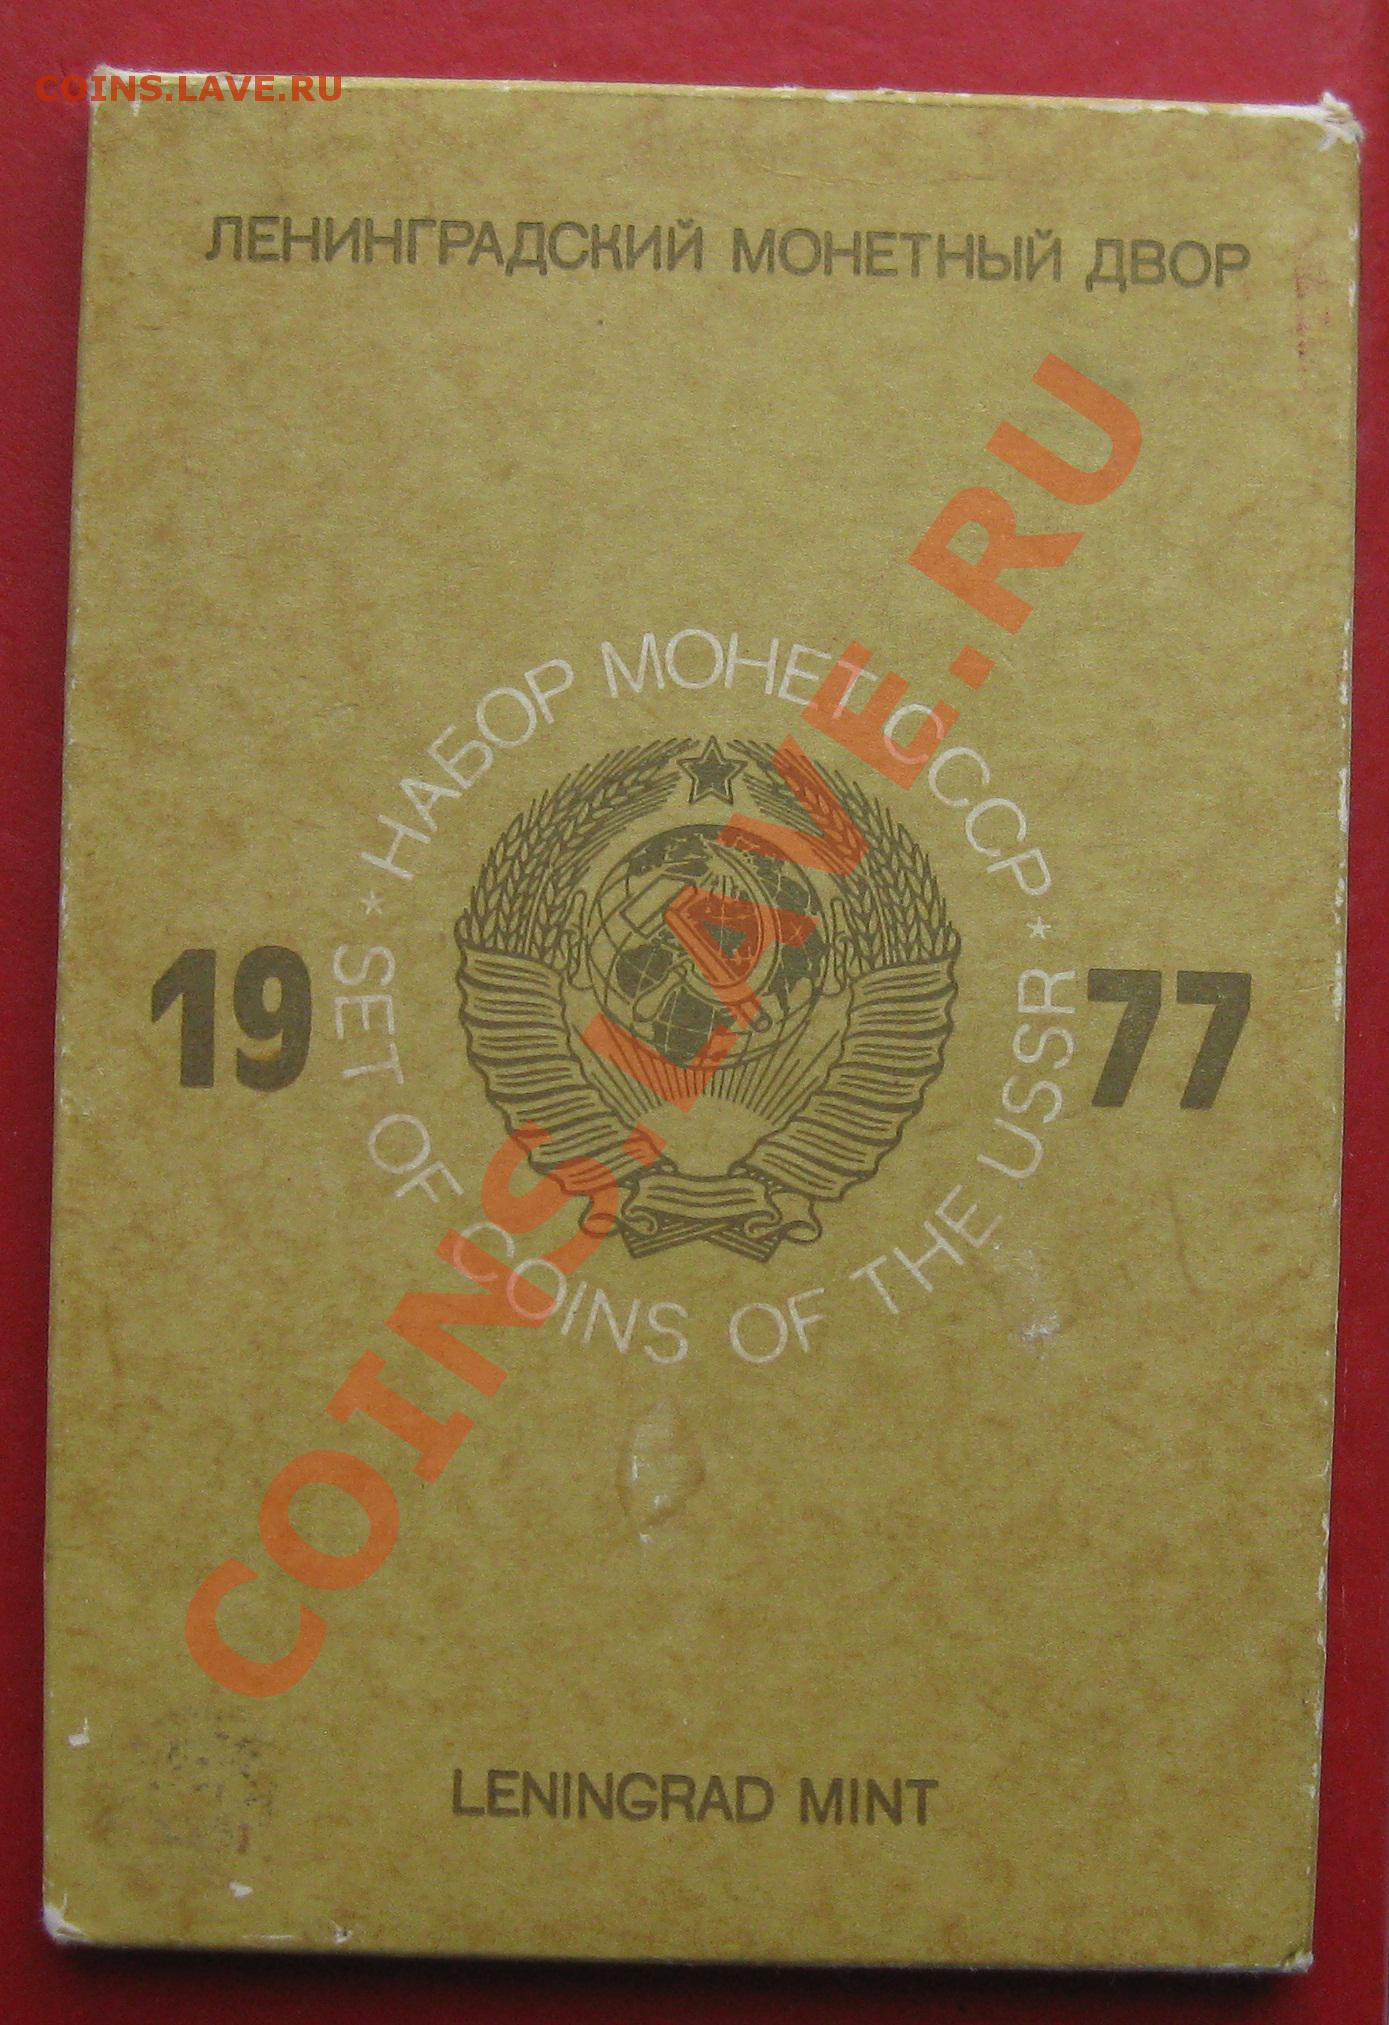 COINS.LAVE.RU
ЛЕНИНГРАДСКИЙ МОНЕТНЫЙ ДВОР
* НАБОР МОНЕТ СССР *
19 77
SET OF COINS OF THE USSR
COINS.LAVE.RU
LENINGRAD MINT